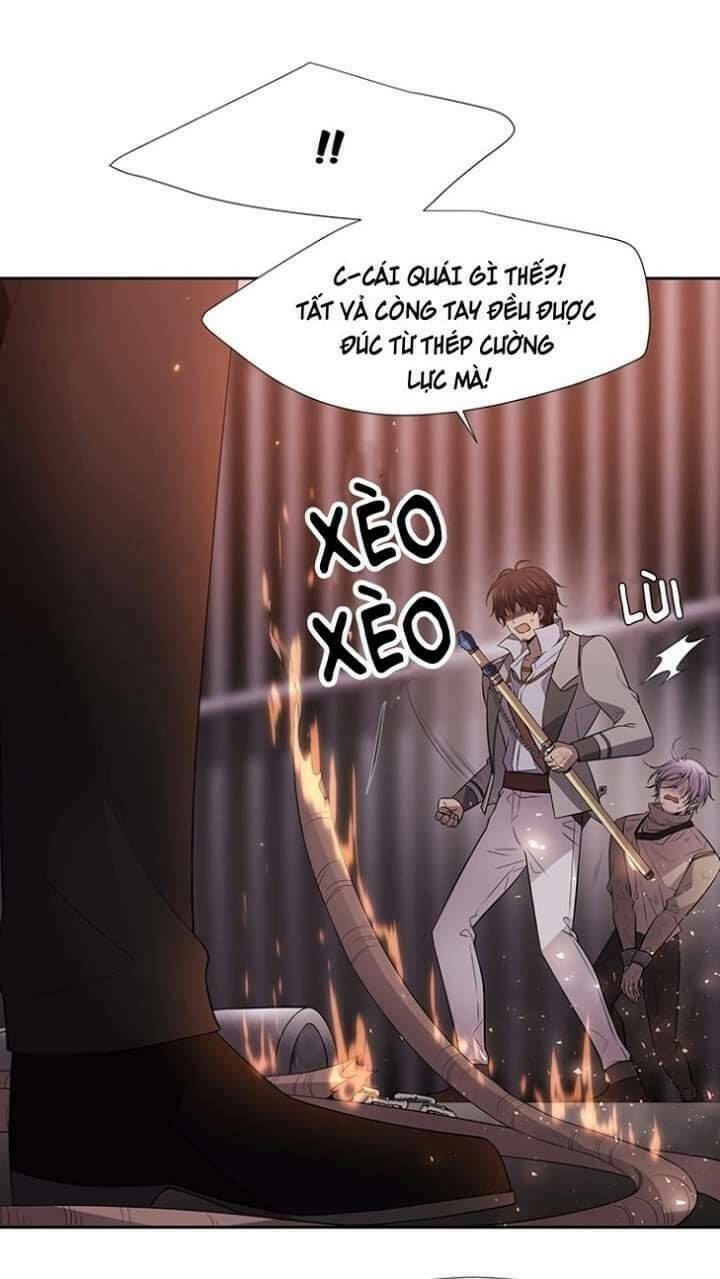 !!
C-CÁI QUÁI GÌ THẾ?!
TẤT VẢ CÒNG TAY ĐỀU ĐƯỢC
ĐÚC TỪ THÉP CƯỜNG
LỰC MÀ!
XÈO
XÈO
LÙI